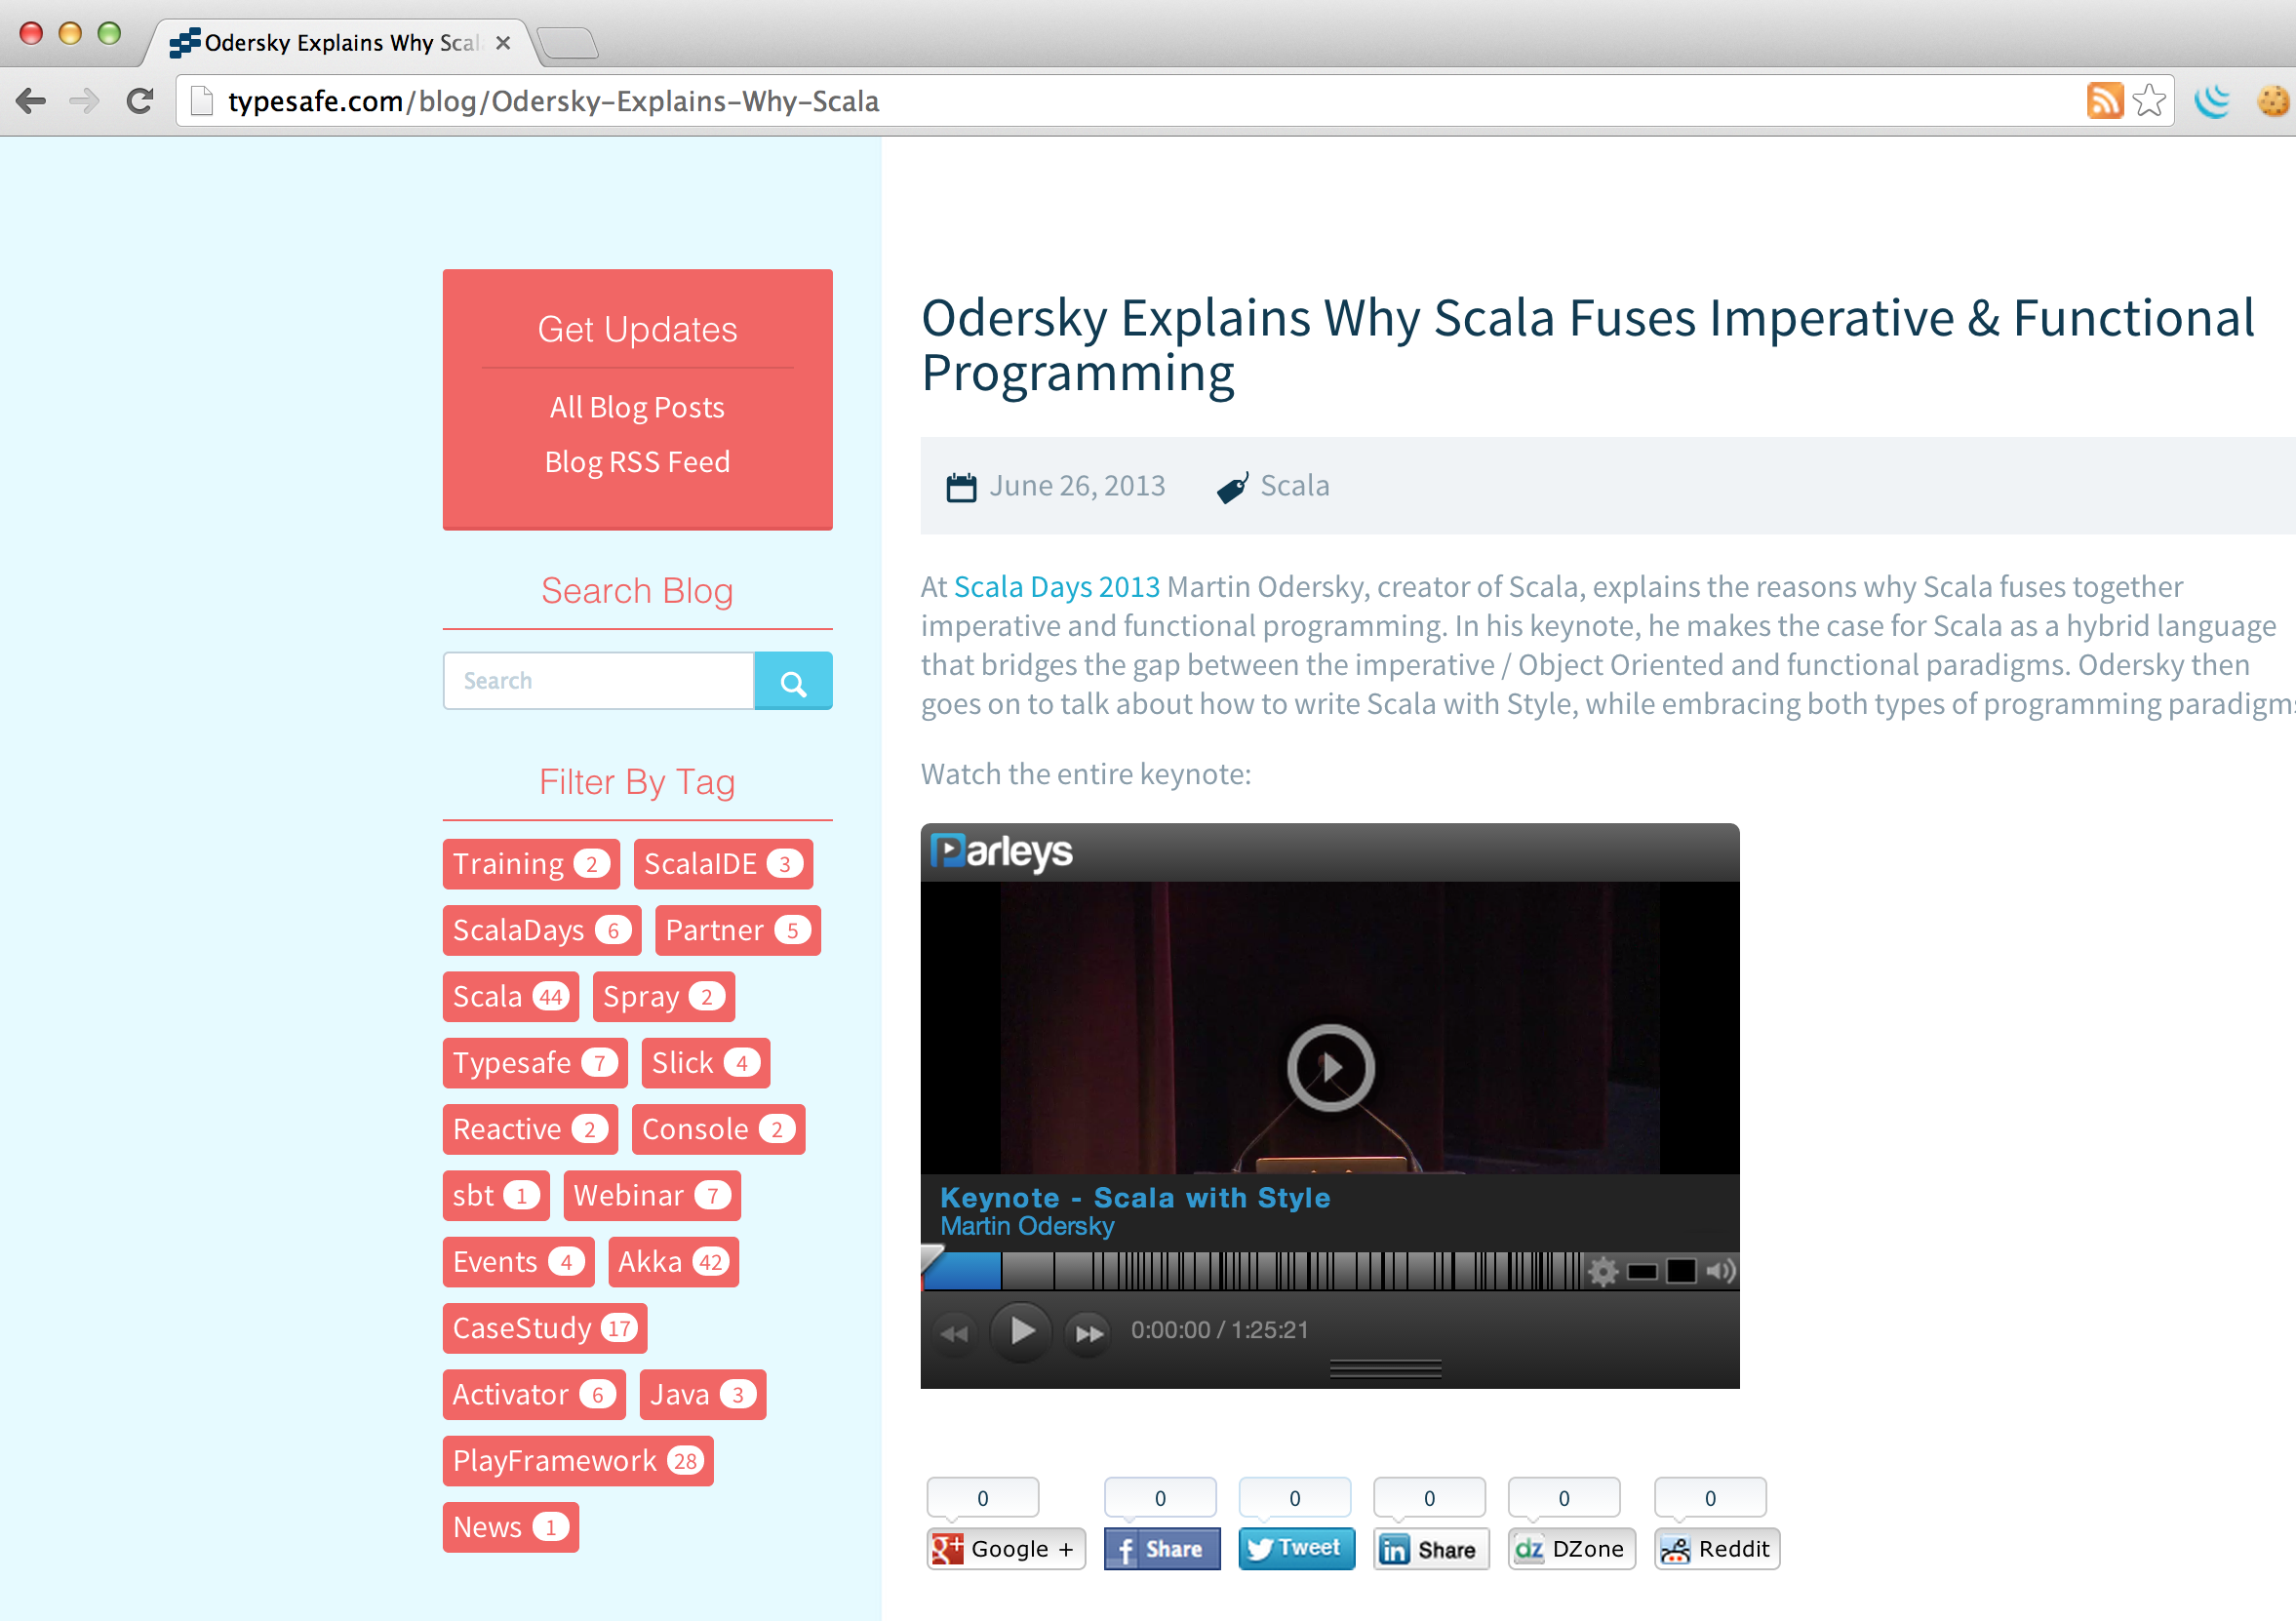 Odersky Explains Why Scal
typesafe.com/blog/Odersky-Explains-Why-Scala
Get Updates
All Blog Posts
Blog RSS Feed
Search Blog
Search
Filter By Tag
Training 2 ScalaIDE 3
ScalaDays 6 Partner 5
Scala 44 Spray 2
Typesafe 7 Slick 4
Reactive 2 Console 2
sbt 1 Webinar 7
Events 4 Akka 42
CaseStudy 17
Activator 6 Java 3
PlayFramework 28
News 1
Odersky Explains Why Scala Fuses Imperative & Functional
Programming
June 26, 2013 Scala
At Scala Days 2013 Martin Odersky, creator of Scala, explains the reasons why Scala fuses together
imperative and functional programming. In his keynote, he makes the case for Scala as a hybrid language
that bridges the gap between the imperative / Object Oriented and functional paradigms. Odersky then
goes on to talk about how to write Scala with Style, while embracing both types of programming paradigms
Watch the entire keynote:
Parleys
Keynote - Scala with Style
Martin Odersky
0:00:00 / 1:25:21
0 0 0 0 0 0
g+ Google + f Share Tweet in Share dz DZone Reddit